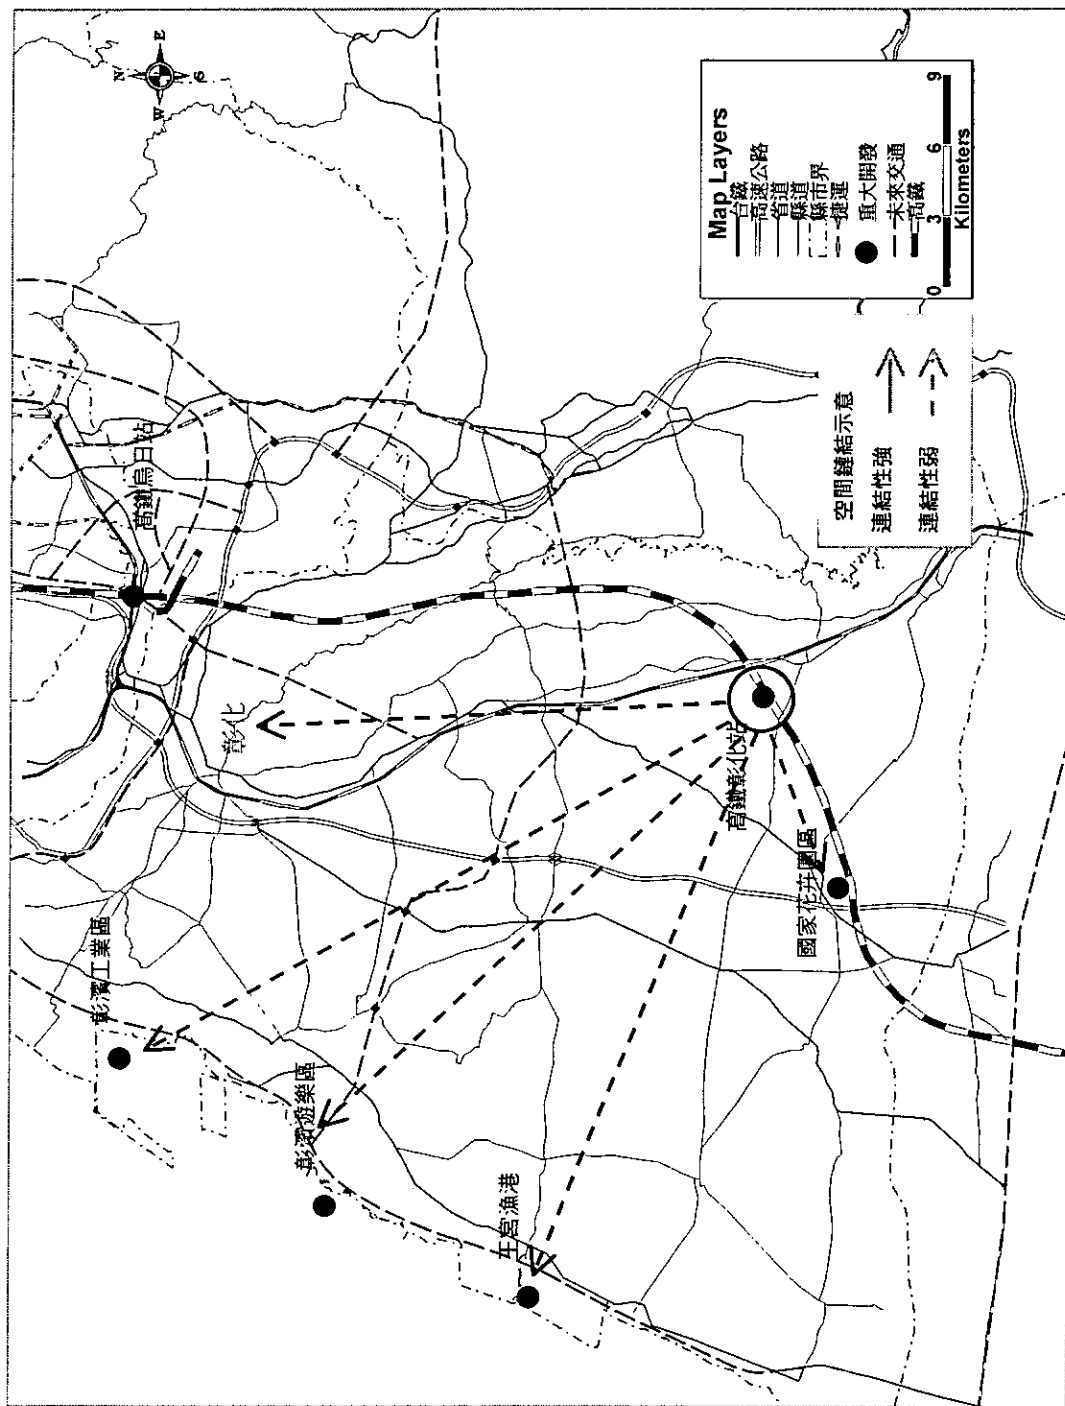 N
E
S
W
高鐵烏日站
彰化
彰濱工業區
彰濱遊樂區
王宮漁港
高鐵彰化站
國家花卉園區
空間鏈結示意
連結性強
連結性弱
Map Layers
台鐵
高速公路
省道
縣道
縣市界
捷運
重大開發
未來交通
高鐵
0 3 6 9
Kilometers